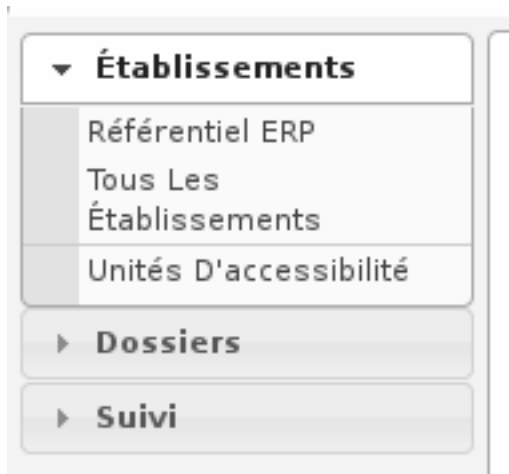 Établissements
Référentiel ERP
Tous Les
Établissements
Unités D'accessibilité
Dossiers
Suivi